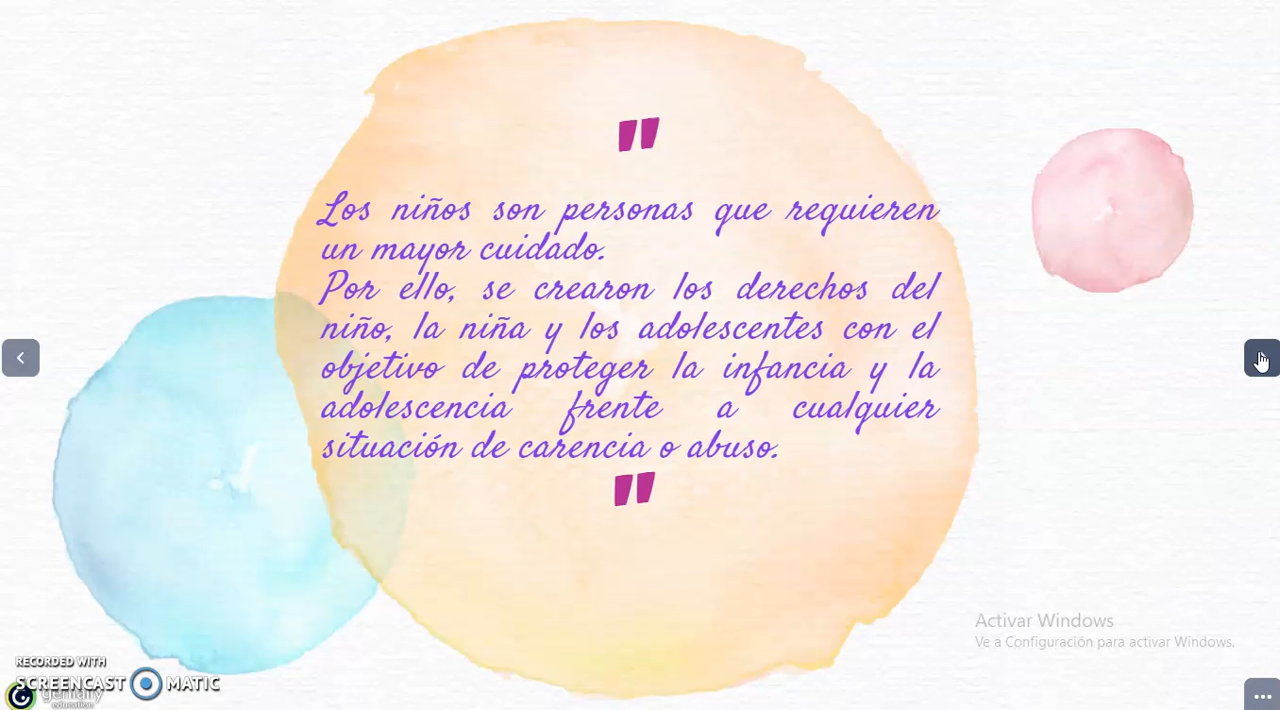 "
Los niños son personas que requieren
un mayor cuidado.
Por ello, se crearon los derechos del
niño, la niña y los adolescentes con el
objetivo de proteger la infancia y la
adolescencia frente a cualquier
situación de carencia o abuso.
"
Activar Windows
Ve a Configuración para activar Windows.
RECORDED WITH
SCREENCAST MATIC
genially
education